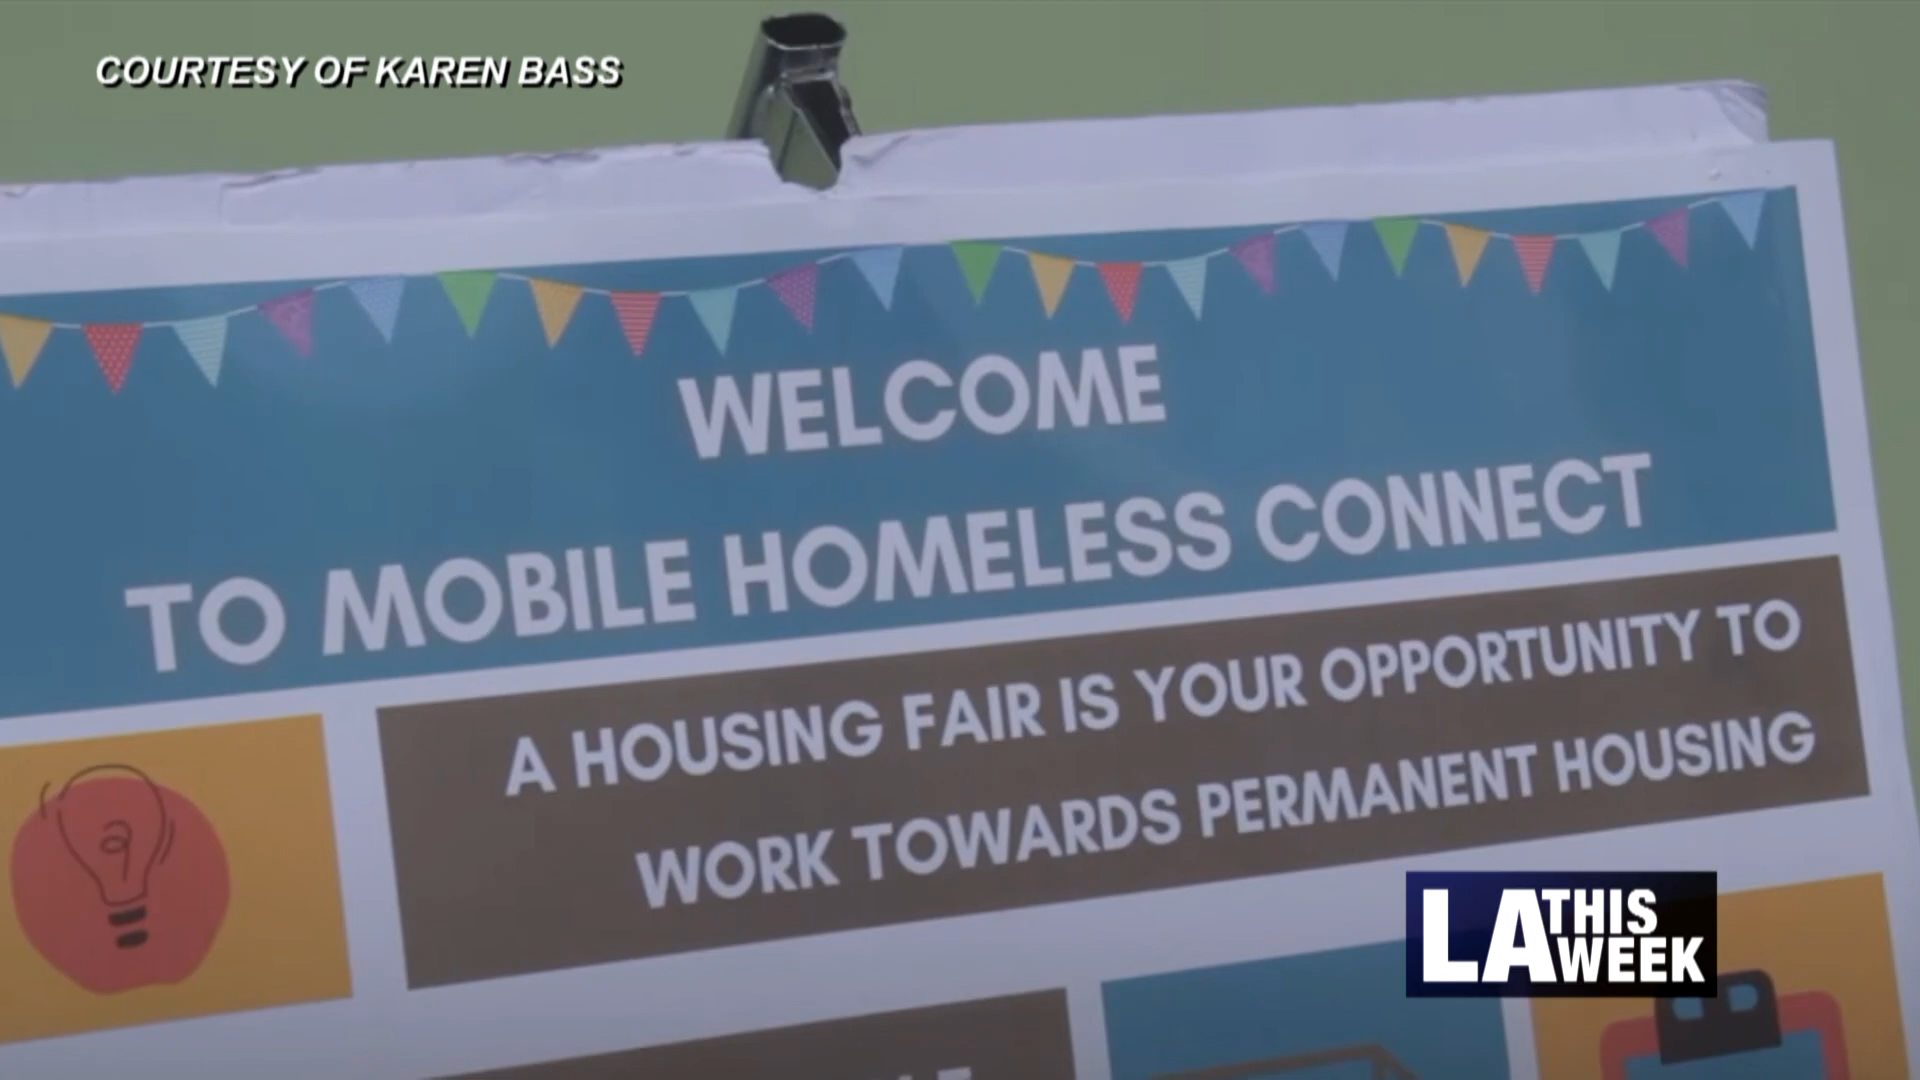 COURTESY OF KAREN BASS
WELCOME
TO MOBILE HOMELESS CONNECT
A HOUSING FAIR IS YOUR OPPORTUNITY TO
WORK TOWARDS PERMANENT HOUSING
LA THIS
WEEK